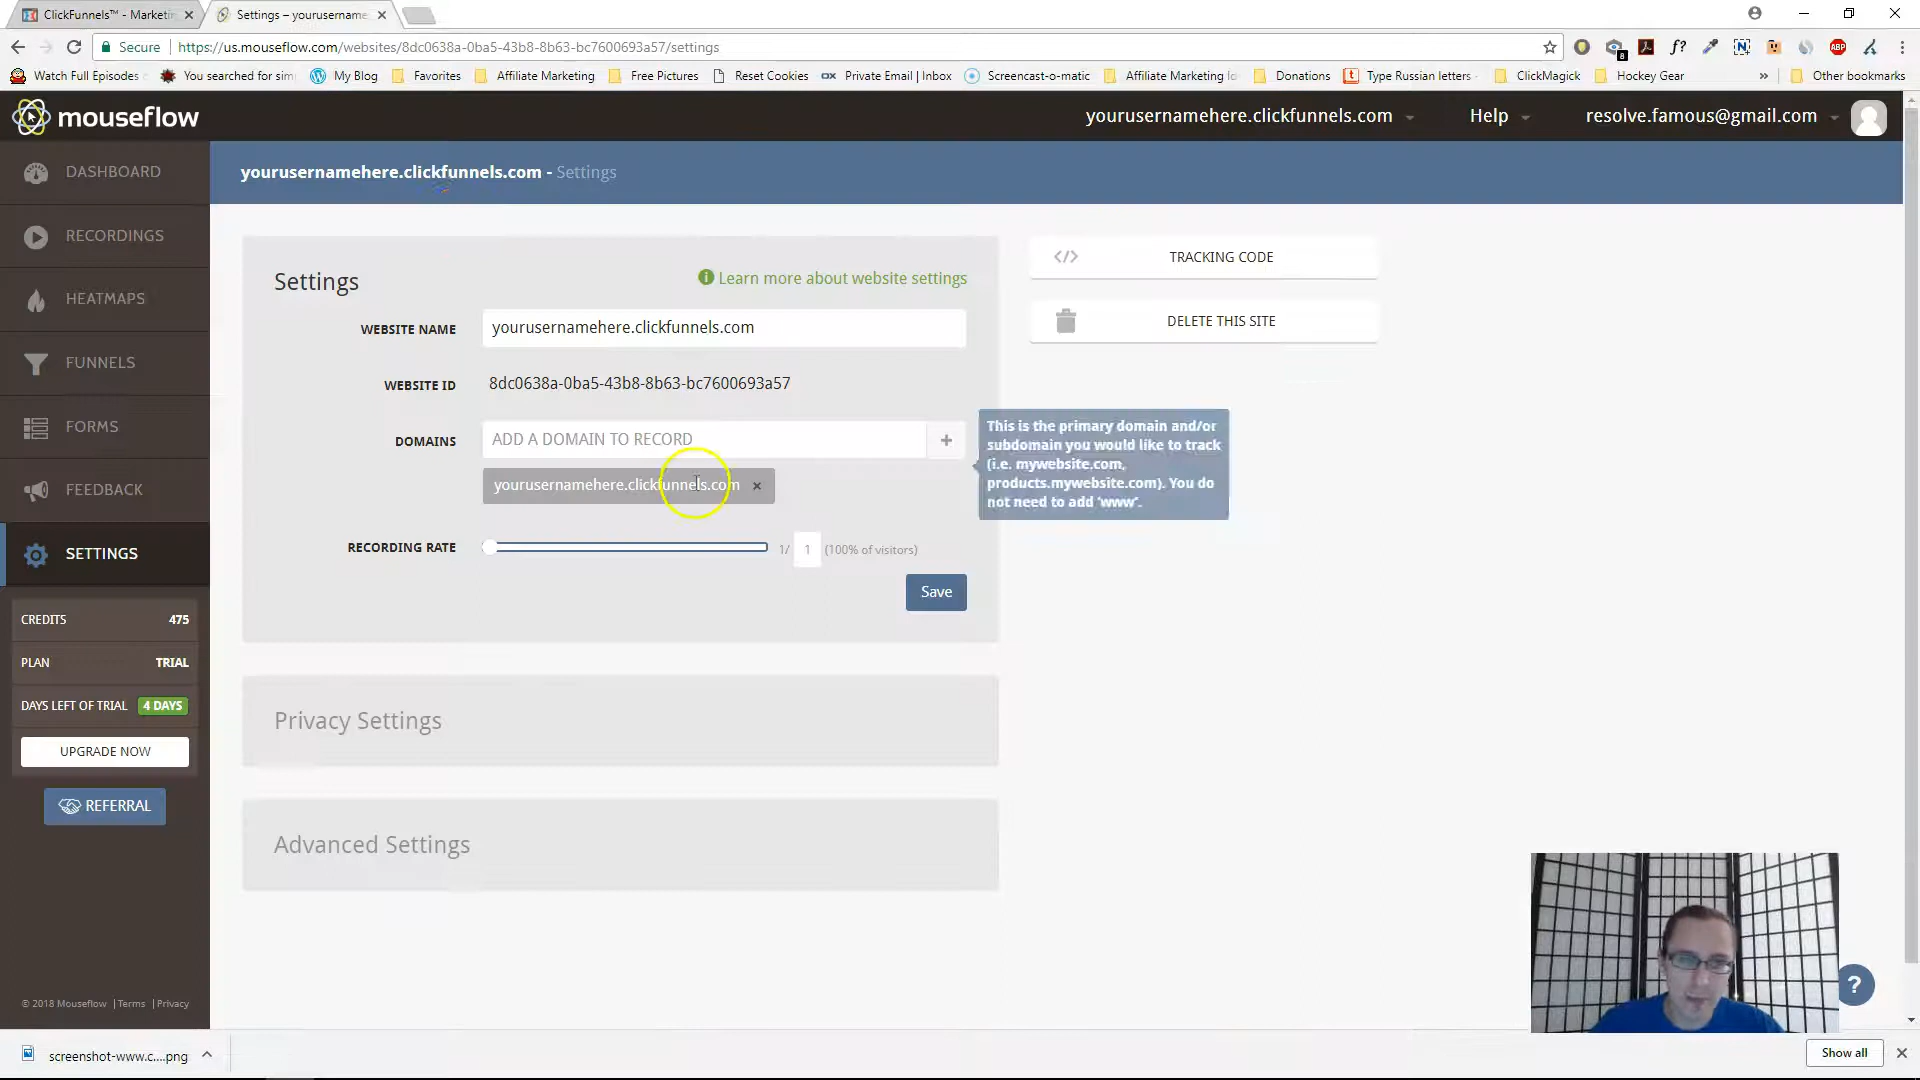 ClickFunnels™ - Marketi
Settings – yourusername
Secure
https://us.mouseflow.com/websites/8dc0638a-0ba5-43b8-8b63-bc7600693a57/settings
Watch Full Episodes
You searched for sim
My Blog
Favorites
Affiliate Marketing
Free Pictures
Reset Cookies
Private Email | Inbox
Screencast-o-matic
Affiliate Marketing Id
Donations
Type Russian letters -
ClickMagick
Hockey Gear
»
Other bookmarks
mouseflow
yourusernamehere.clickfunnels.com
Help
resolve.famous@gmail.com
DASHBOARD
RECORDINGS
HEATMAPS
FUNNELS
FORMS
FEEDBACK
SETTINGS
CREDITS 475
PLAN TRIAL
DAYS LEFT OF TRIAL 4 DAYS
UPGRADE NOW
REFERRAL
© 2018 Mouseflow | Terms | Privacy
yourusernamehere.clickfunnels.com - Settings
Settings
Learn more about website settings
WEBSITE NAME yourusernamehere.clickfunnels.com
WEBSITE ID 8dc0638a-0ba5-43b8-8b63-bc7600693a57
DOMAINS ADD A DOMAIN TO RECORD +
yourusernamehere.clickfunnels.com ×
This is the primary domain and/or
subdomain you would like to track
(i.e. mywebsite.com,
products.mywebsite.com). You do
not need to add 'www'.
RECORDING RATE 1/ 1 (100% of visitors)
Save
TRACKING CODE
DELETE THIS SITE
Privacy Settings
Advanced Settings
?
screenshot-www.c....png
Show all